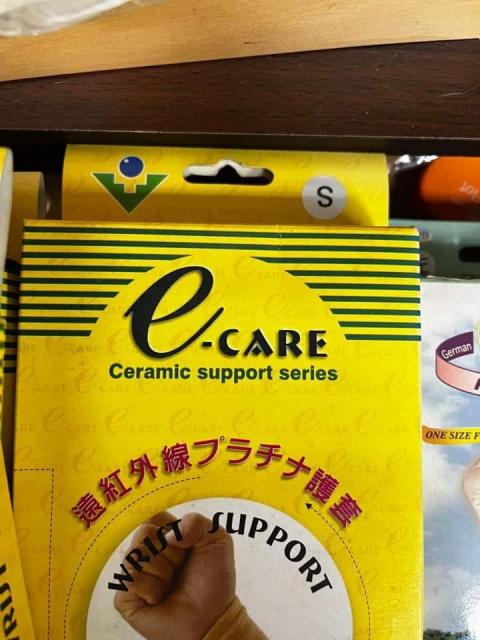 S
e-CARE
Ceramic support series
遠紅外線プラチナ護套
WRIST SUPPORT
German
ONE SIZE F